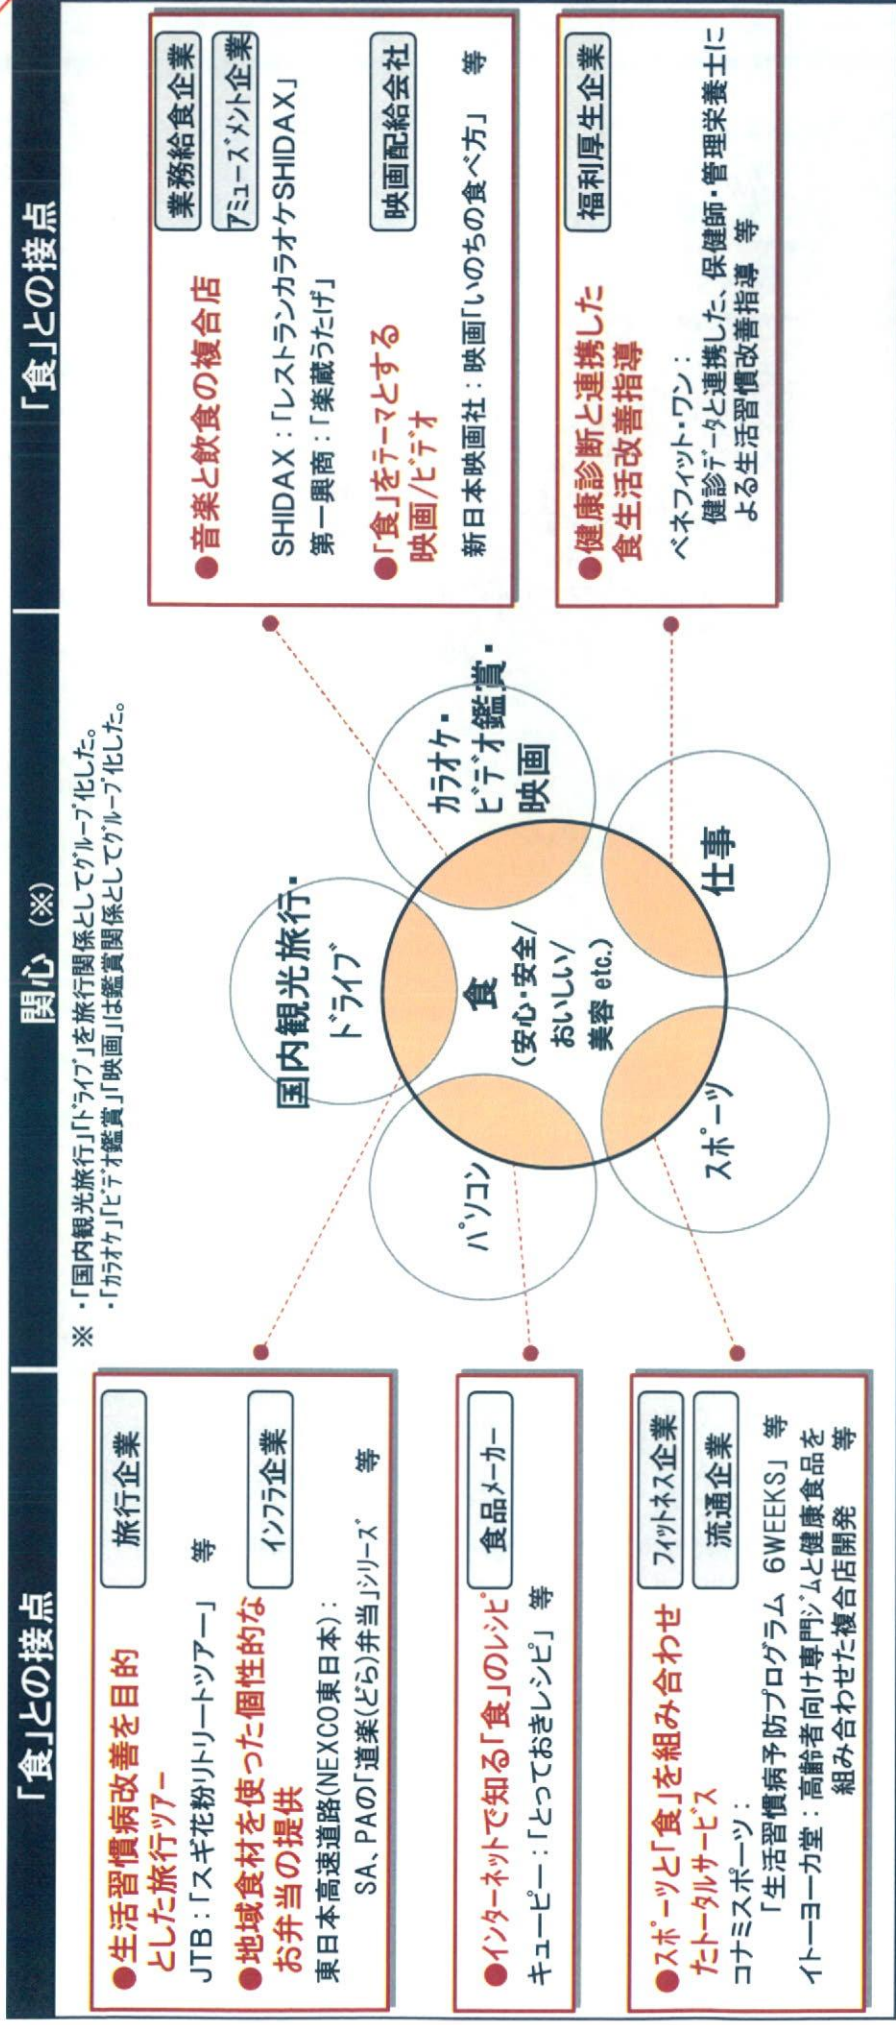 「食」との接点
関心 (※)
「食」との接点
※ ・「国内観光旅行」「ドライブ」を旅行関係としてグループ化した。
・「カラオケ」「ビデオ鑑賞」「映画」は鑑賞関係としてグループ化した。
●生活習慣病改善を目的
とした旅行ツアー
旅行企業
JTB:「スギ花粉リトリートツアー」 等
●地域食材を使った個性的な
お弁当の提供
インフラ企業
東日本高速道路(NEXCO東日本):
SA、PAの「道楽(どら)弁当」シリーズ 等
●インターネットで知る「食」のレシピ
食品メーカー
キューピー:「とっておきレシピ」 等
●スポーツと「食」を組み合わせ
たトータルサービス
フィットネス企業
流通企業
コナミスポーツ:
「生活習慣病予防プログラム 6WEEKS」 等
イトーヨーカ堂:高齢者向け専門ジムと健康食品を
組み合わせた複合店開発 等
国内観光旅行・
ドライブ
カラオケ・
ビデオ鑑賞・
映画
パソコン
食
(安心・安全/
おいしい/
美容 etc.)
スポーツ
仕事
業務給食企業
アミューズメント企業
●音楽と飲食の複合店
SHIDAX:「レストランカラオケSHIDAX」
第一興商:「楽蔵うたげ」
●「食」をテーマとする
映画/ビデオ
映画配給会社
新日本映画社:映画「いのちの食べ方」 等
福利厚生企業
●健康診断と連携した
食生活改善指導
ベネフィット・ワン:
健診データと連携した、保健師・管理栄養士に
よる生活習慣改善指導 等